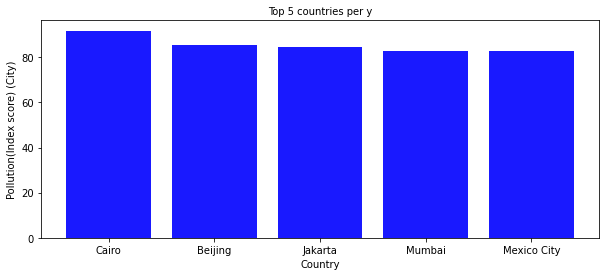 Top 5 countries per y
Pollution(Index score) (City)
80
60
40
20
0
Cairo Beijing Jakarta Mumbai Mexico City
Country